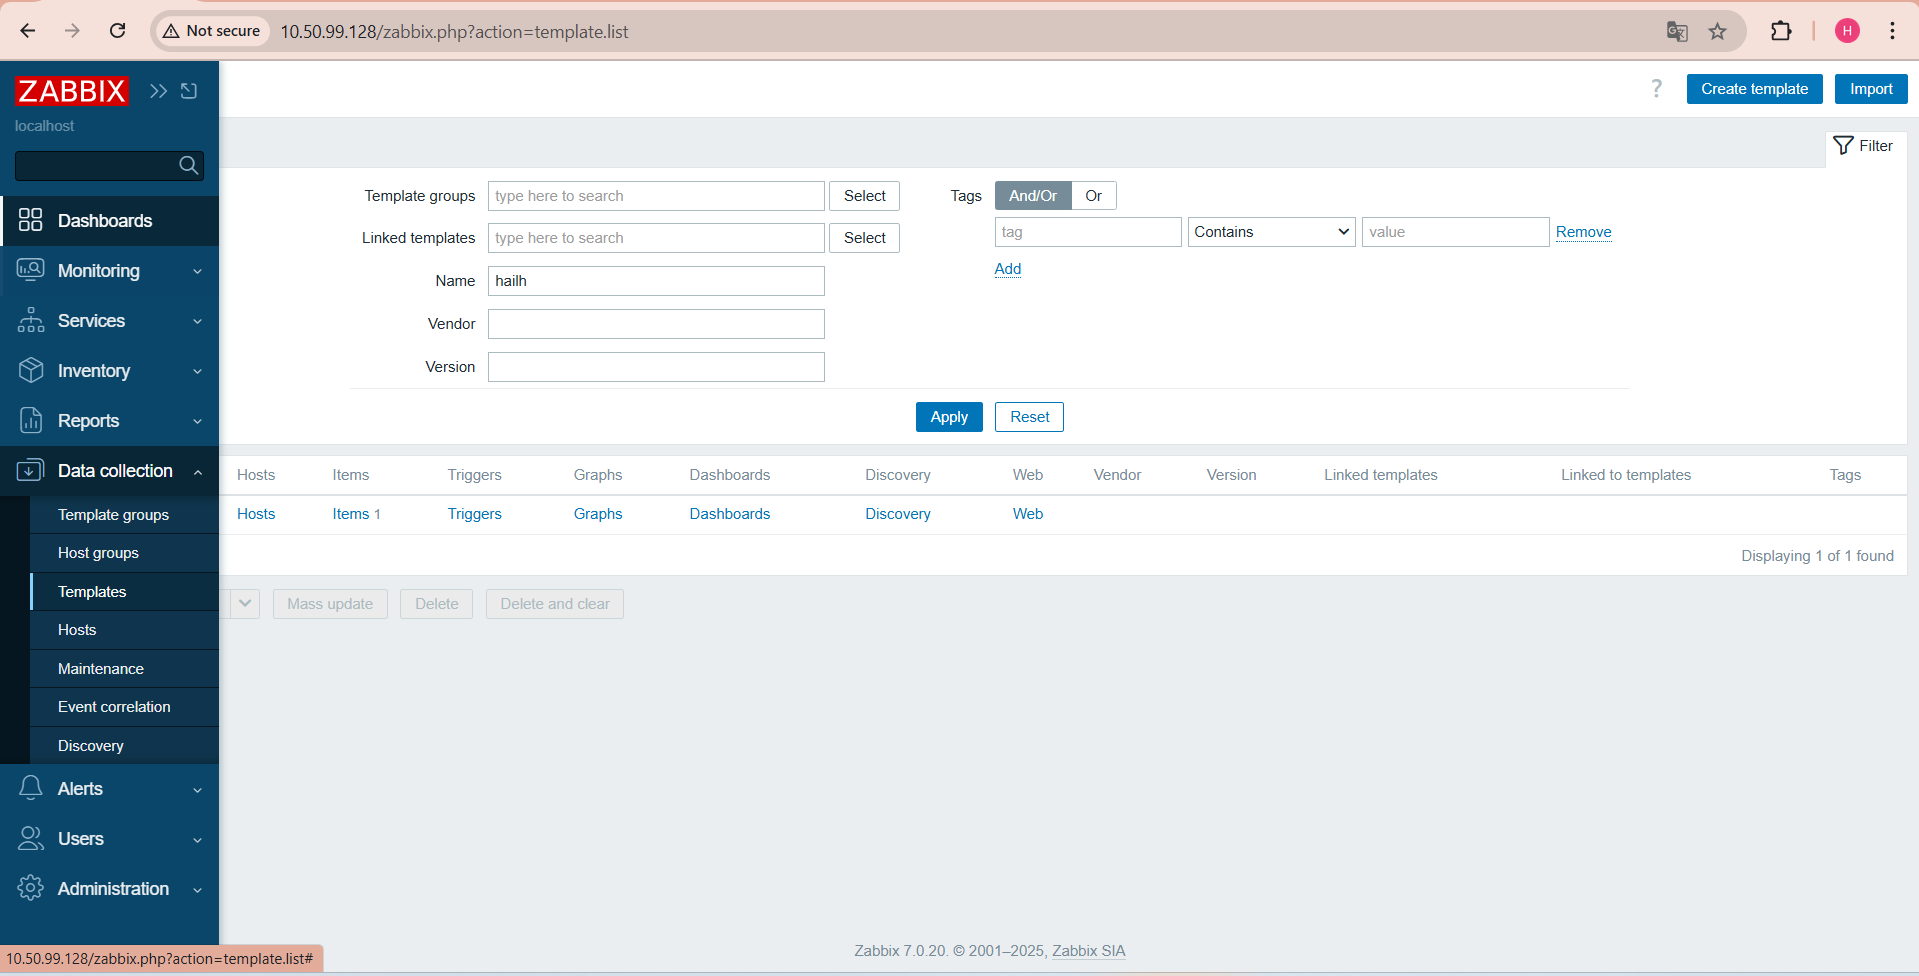 Not secure 10.50.99.128/zabbix.php?action=template.list H
ZABBIX
localhost
Dashboards
Monitoring
Services
Inventory
Reports
Data collection
Template groups
Host groups
Templates
Hosts
Maintenance
Event correlation
Discovery
Alerts
Users
Administration
? Create template Import
Filter
Template groups type here to search Select
Linked templates type here to search Select
Name hailh
Vendor
Version
Tags And/Or Or
tag Contains value Remove
Add
Apply Reset
Hosts Items Triggers Graphs Dashboards Discovery Web Vendor Version Linked templates Linked to templates Tags
Hosts Items 1 Triggers Graphs Dashboards Discovery Web
Displaying 1 of 1 found
Mass update Delete Delete and clear
Zabbix 7.0.20. © 2001–2025, Zabbix SIA
10.50.99.128/zabbix.php?action=template.list#